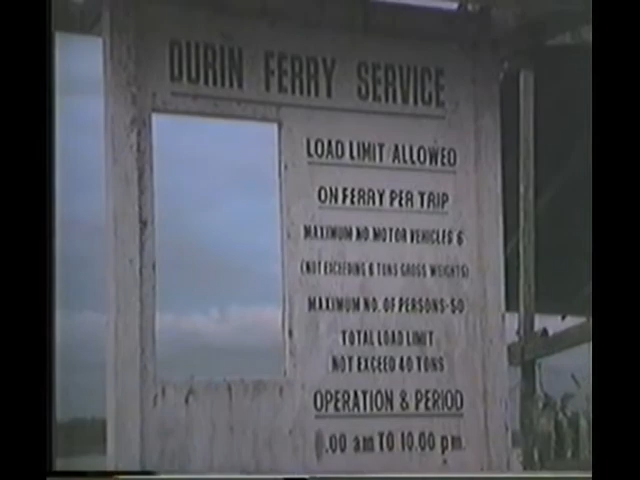 DURIN FERRY SERVICE
LOAD LIMIT ALLOWED
ON FERRY PER TRIP
MAXIMUM NO. MOTOR VEHICLES 6
(NOT EXCEEDING 6 TONS GROSS WEIGHTS)
MAXIMUM NO. OF PERSONS-50
TOTAL LOAD LIMIT
NOT EXCEED 40 TONS
OPERATION & PERIOD
.00 am TO 10.00 pm.